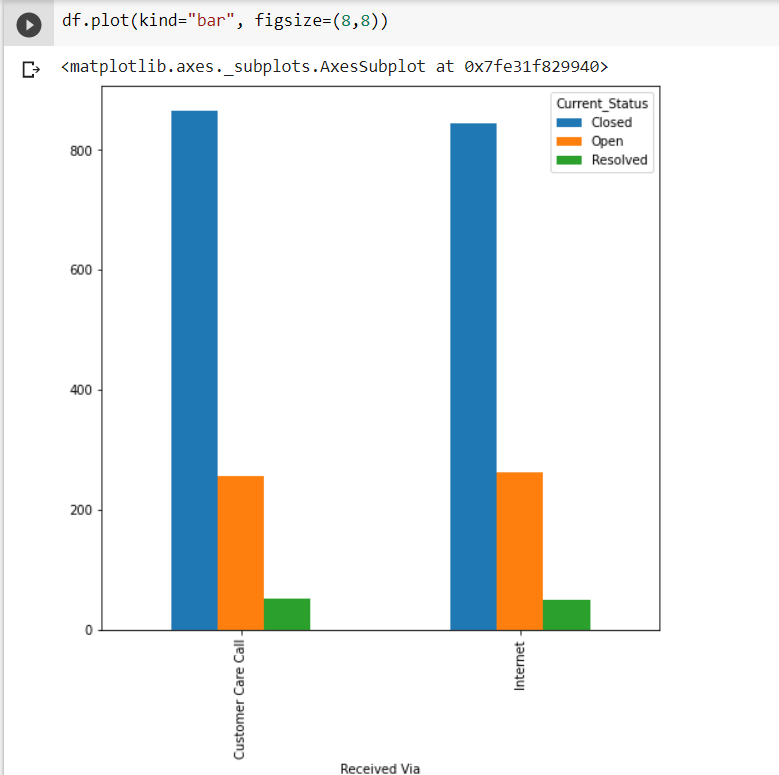 df.plot(kind="bar", figsize=(8,8))
<matplotlib.axes._subplots.AxesSubplot at 0x7fe31f829940>
Current_Status
Closed
Open
Resolved
800
600
400
200
0
Customer Care Call
Internet
Received Via